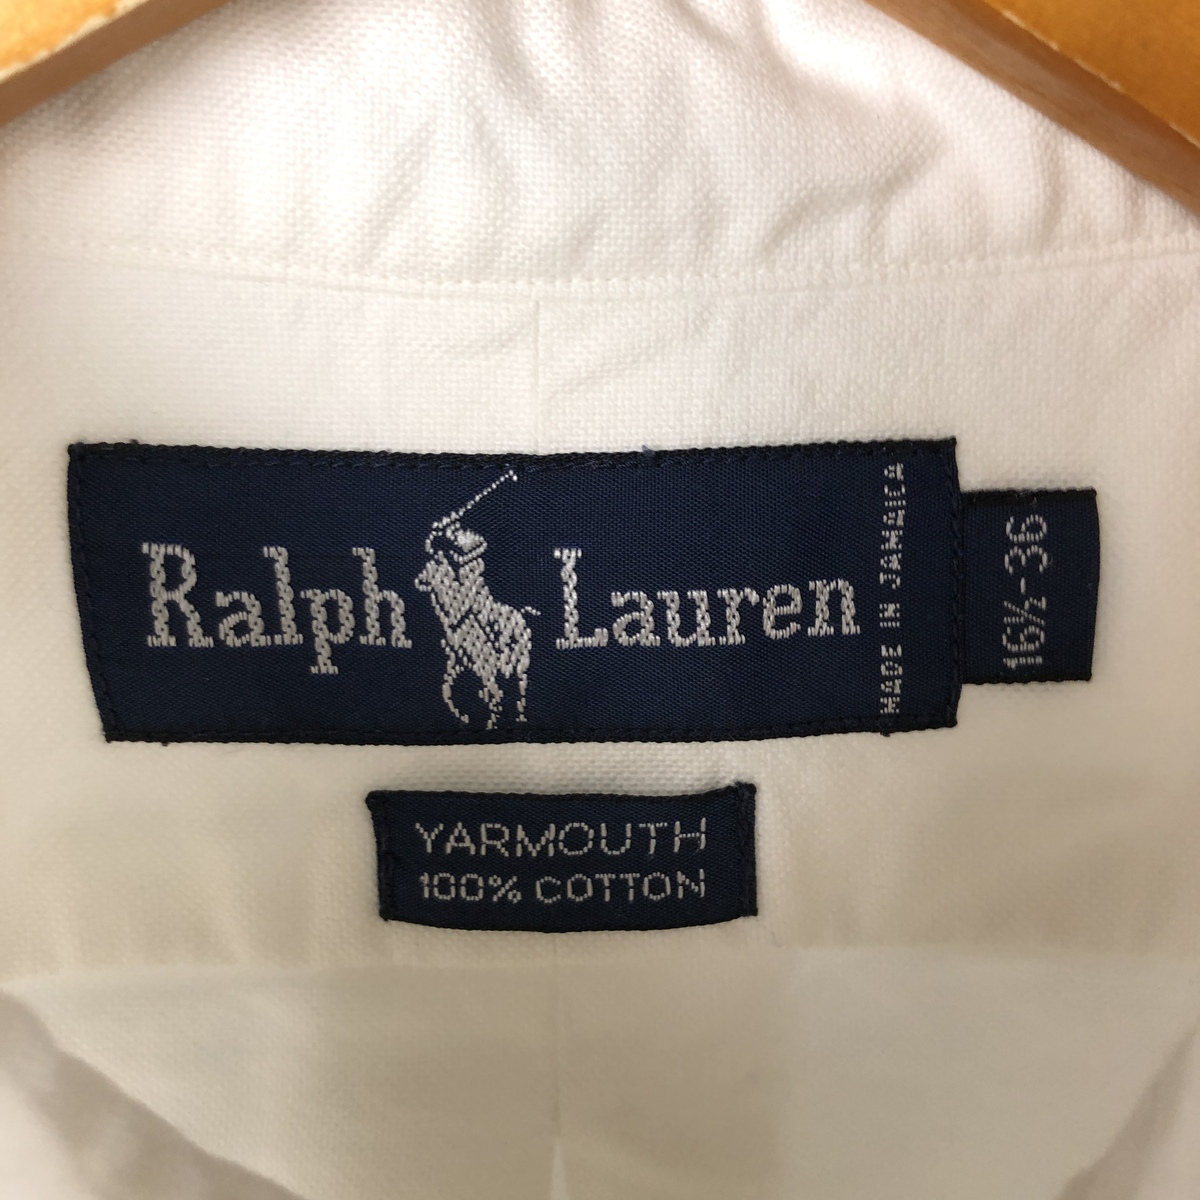 Ralph Lauren
MADE IN JAMAICA
16½-36
YARMOUTH
100% COTTON